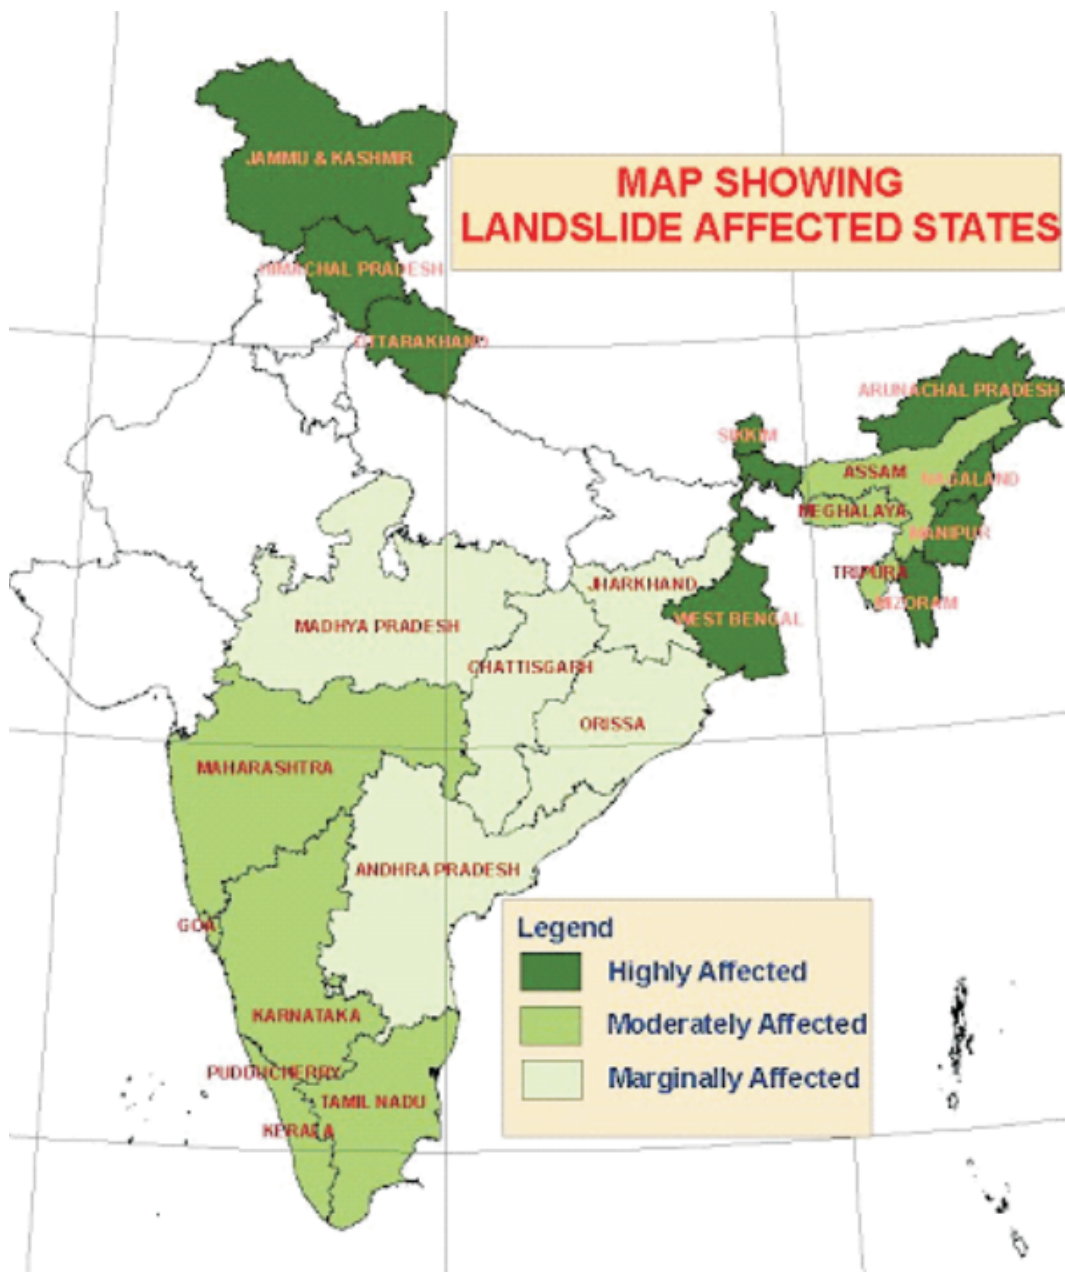 JAMMU & KASHMIR
MAP SHOWING
LANDSLIDE AFFECTED STATES
HIMACHAL PRADESH
UTTARAKHAND
ARUNACHAL PRADESH
SIKKIM
ASSAM
NAGALAND
MEGHALAYA
MANIPUR
TRIPURA
JHARKHAND
MIZORAM
WEST BENGAL
MADHYA PRADESH
CHATTISGARH
ORISSA
MAHARASHTRA
ANDHRA PRADESH
GOA
Legend
Highly Affected
Moderately Affected
Marginally Affected
KARNATAKA
PUDDUCHERRY
TAMIL NADU
KERALA